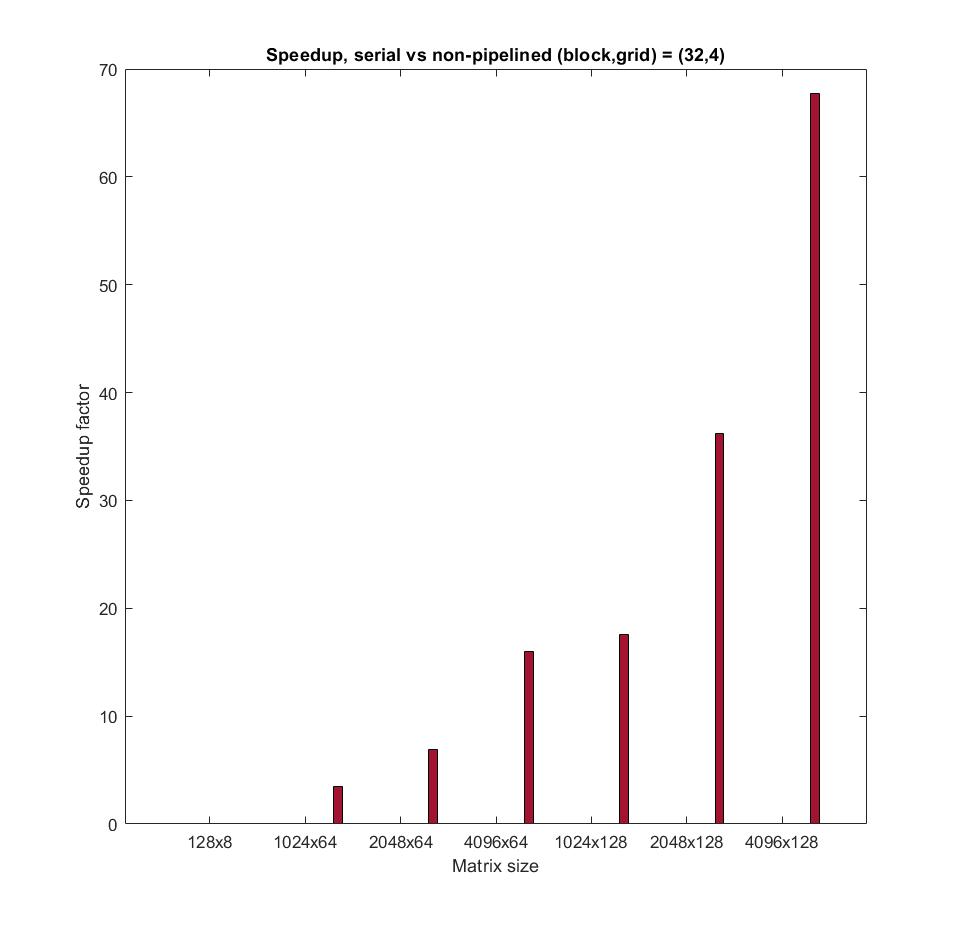 Speedup, serial vs non-pipelined (block,grid) = (32,4)
70
60
50
40
30
20
10
0
Speedup factor
128x8 1024x64 2048x64 4096x64 1024x128 2048x128 4096x128
Matrix size